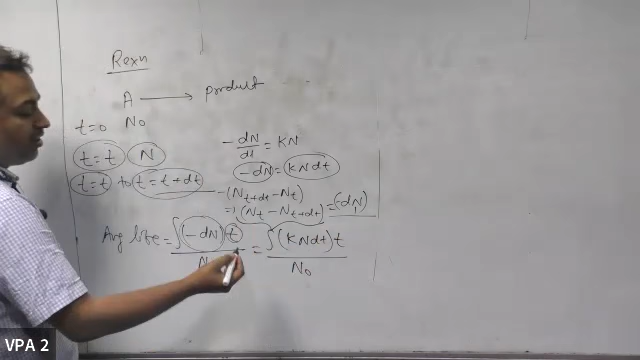 Rexn
A ⟶ product
t=0 N₀
t=t N
-dN/dt = KN
-dN = KNdt
t=t to t=t+dt
-(N_{t+dt} - N_t)
=) (N_t - N_{t+dt}) = (-dN)
Avg life = ∫(-dN) t / N = ∫(KNdt) t / N₀
VPA 2